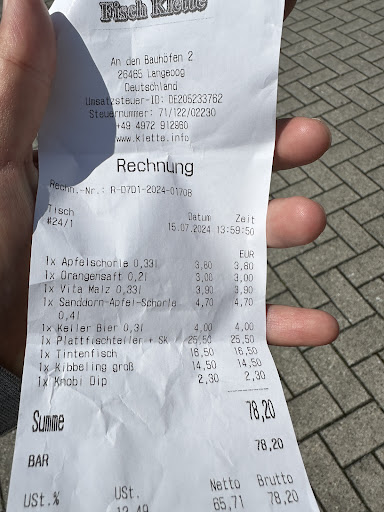 Fisch Klette
An den Bauhöfen 2
26465 Langeoog
Deutschland
Umsatzsteuer-ID: DE205233762
Steuernummer: 71/122/02230
+49 4972 912860
www.klette.info
Rechnung
Rechn.-Nr.: R-D7D1-2024-01708
Tisch Datum Zeit
#24/1 15.07.2024 13:59:50
EUR
1x Apfelschorle 0,33l 3,80 3,80
1x Orangensaft 0,2l 3,00 3,00
1x Vita Malz 0,33l 3,90 3,90
1x Sanddorn-Apfel-Schorle 4,70 4,70
0,4l
1x Keiler Bier 0,3l 4,00 4,00
1x Plattfischteller + SK 25,50 25,50
1x Tintenfisch 16,50 16,50
1x Kibbeling groß 14,50 14,50
1x Knobi Dip 2,30 2,30
Summe 78,20
BAR 78,20
USt.% USt. Netto Brutto
12,49 65,71 78,20